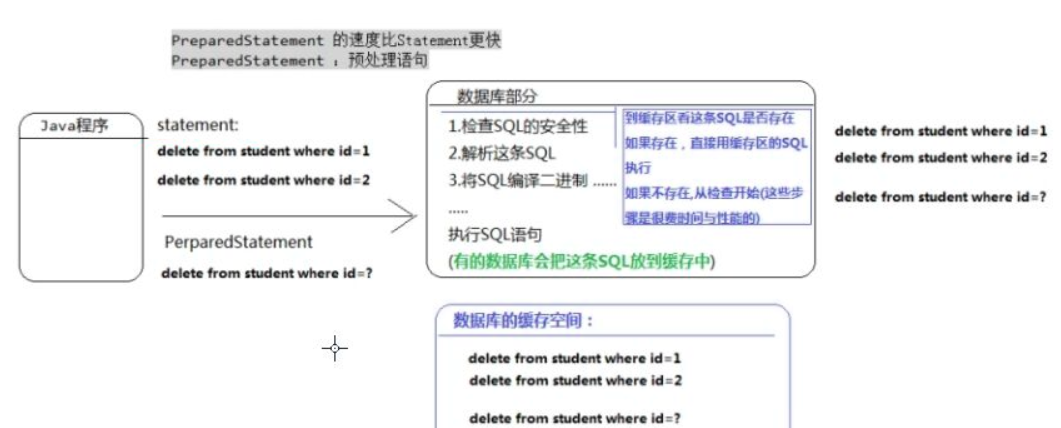 PreparedStatement 的速度比Statement更快
PreparedStatement ：预处理语句
Java程序
statement:
delete from student where id=1
delete from student where id=2
PerparedStatement
delete from student where id=?
数据库部分
1.检查SQL的安全性
2.解析这条SQL
3.将SQL编译二进制 ......
.....
执行SQL语句
(有的数据库会把这条SQL放到缓存中)
到缓存区看这条SQL是否存在
如果存在，直接用缓存区的SQL
执行
如果不存在,从检查开始(这些步
骤是很费时间与性能的)
delete from student where id=1
delete from student where id=2
delete from student where id=?
数据库的缓存空间：
delete from student where id=1
delete from student where id=2
delete from student where id=?